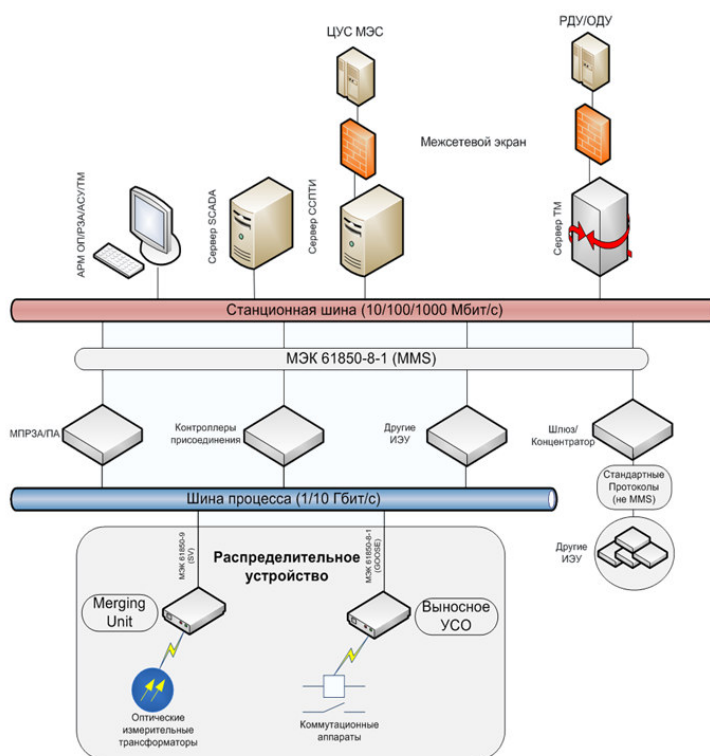 ЦУС МЭС
РДУ/ОДУ
Межсетевой экран
АРМ ОП/РЗА/АСУ/ТМ
Сервер SCADA
Сервер ССПТИ
Сервер ТМ
Станционная шина (10/100/1000 Мбит/с)
МЭК 61850-8-1 (MMS)
МПРЗА/ПА
Контроллеры
присоединения
Другие
ИЭУ
Шлюз/
Концентратор
Стандартные
Протоколы
(не MMS)
Шина процесса (1/10 Гбит/с)
Другие
ИЭУ
МЭК 61850-9
(SV)
Распределительное
устройство
МЭК 61850-8-1
(GOOSE)
Merging
Unit
Выносное
УСО
Оптические
измерительные
трансформаторы
Коммутационные
аппараты